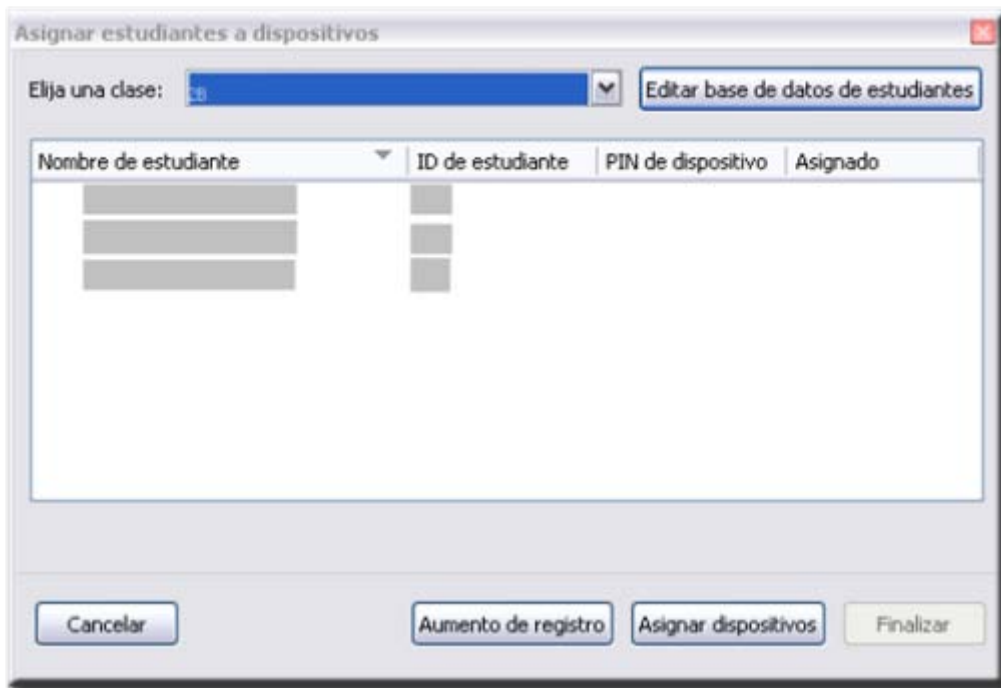 Asignar estudiantes a dispositivos
Elija una clase: 2B Editar base de datos de estudiantes
Nombre de estudiante ID de estudiante PIN de dispositivo Asignado
Cancelar Aumento de registro Asignar dispositivos Finalizar